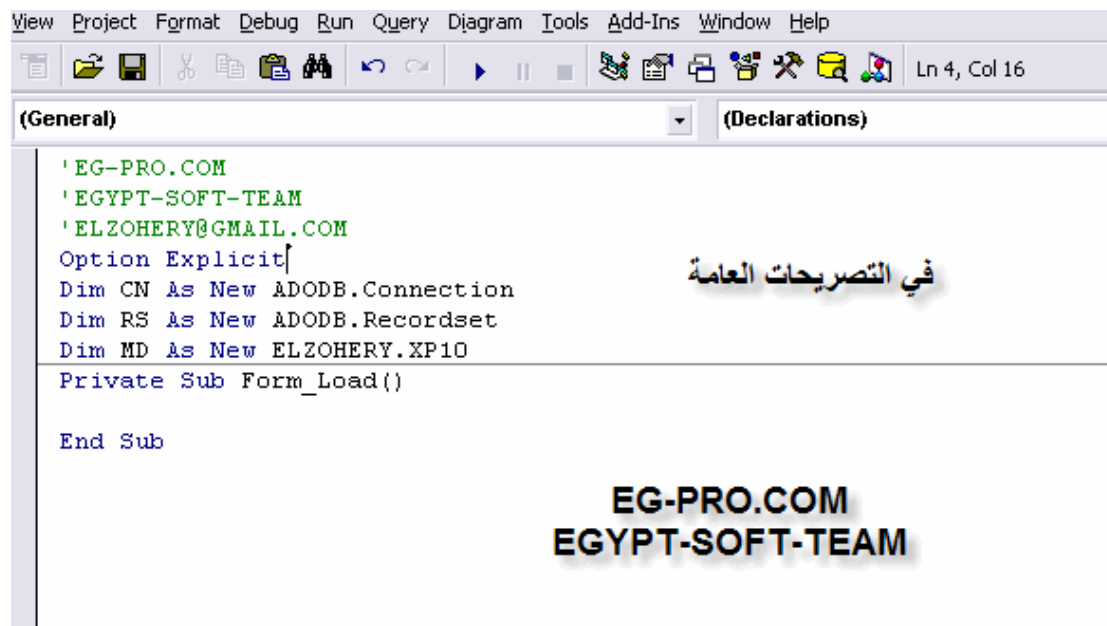 View Project Format Debug Run Query Diagram Tools Add-Ins Window Help
Ln 4, Col 16
(General) (Declarations)
'EG-PRO.COM
'EGYPT-SOFT-TEAM
'ELZOHERY@GMAIL.COM
Option Explicit
في التصريحات العامة
Dim CN As New ADODB.Connection
Dim RS As New ADODB.Recordset
Dim MD As New ELZOHERY.XP10
Private Sub Form_Load()
End Sub
EG-PRO.COM
EGYPT-SOFT-TEAM